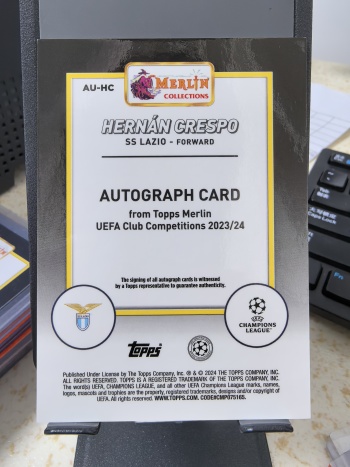 AU-HC
MERLIN
COLLECTIONS
HERNÁN CRESPO
SS LAZIO - FORWARD
AUTOGRAPH CARD
from Topps Merlin
UEFA Club Competitions 2023/24
The signing of all autograph cards is witnessed
by a Topps representative to guarantee authenticity.
UEFA
CHAMPIONS
LEAGUE
Topps
Published Under License by The Topps Company, Inc. ® & © 2024 THE TOPPS COMPANY, INC.
ALL RIGHTS RESERVED. TOPPS IS A REGISTERED TRADEMARK OF THE TOPPS COMPANY, INC.
The word(s) UEFA, CHAMPIONS LEAGUE, and all other UEFA Champions League marks, names,
logos, mascots and trophies are the property, registered trademarks, designs and/or copyright
of UEFA. All rights reserved. WWW.TOPPS.COM. CODE#CMP075165.